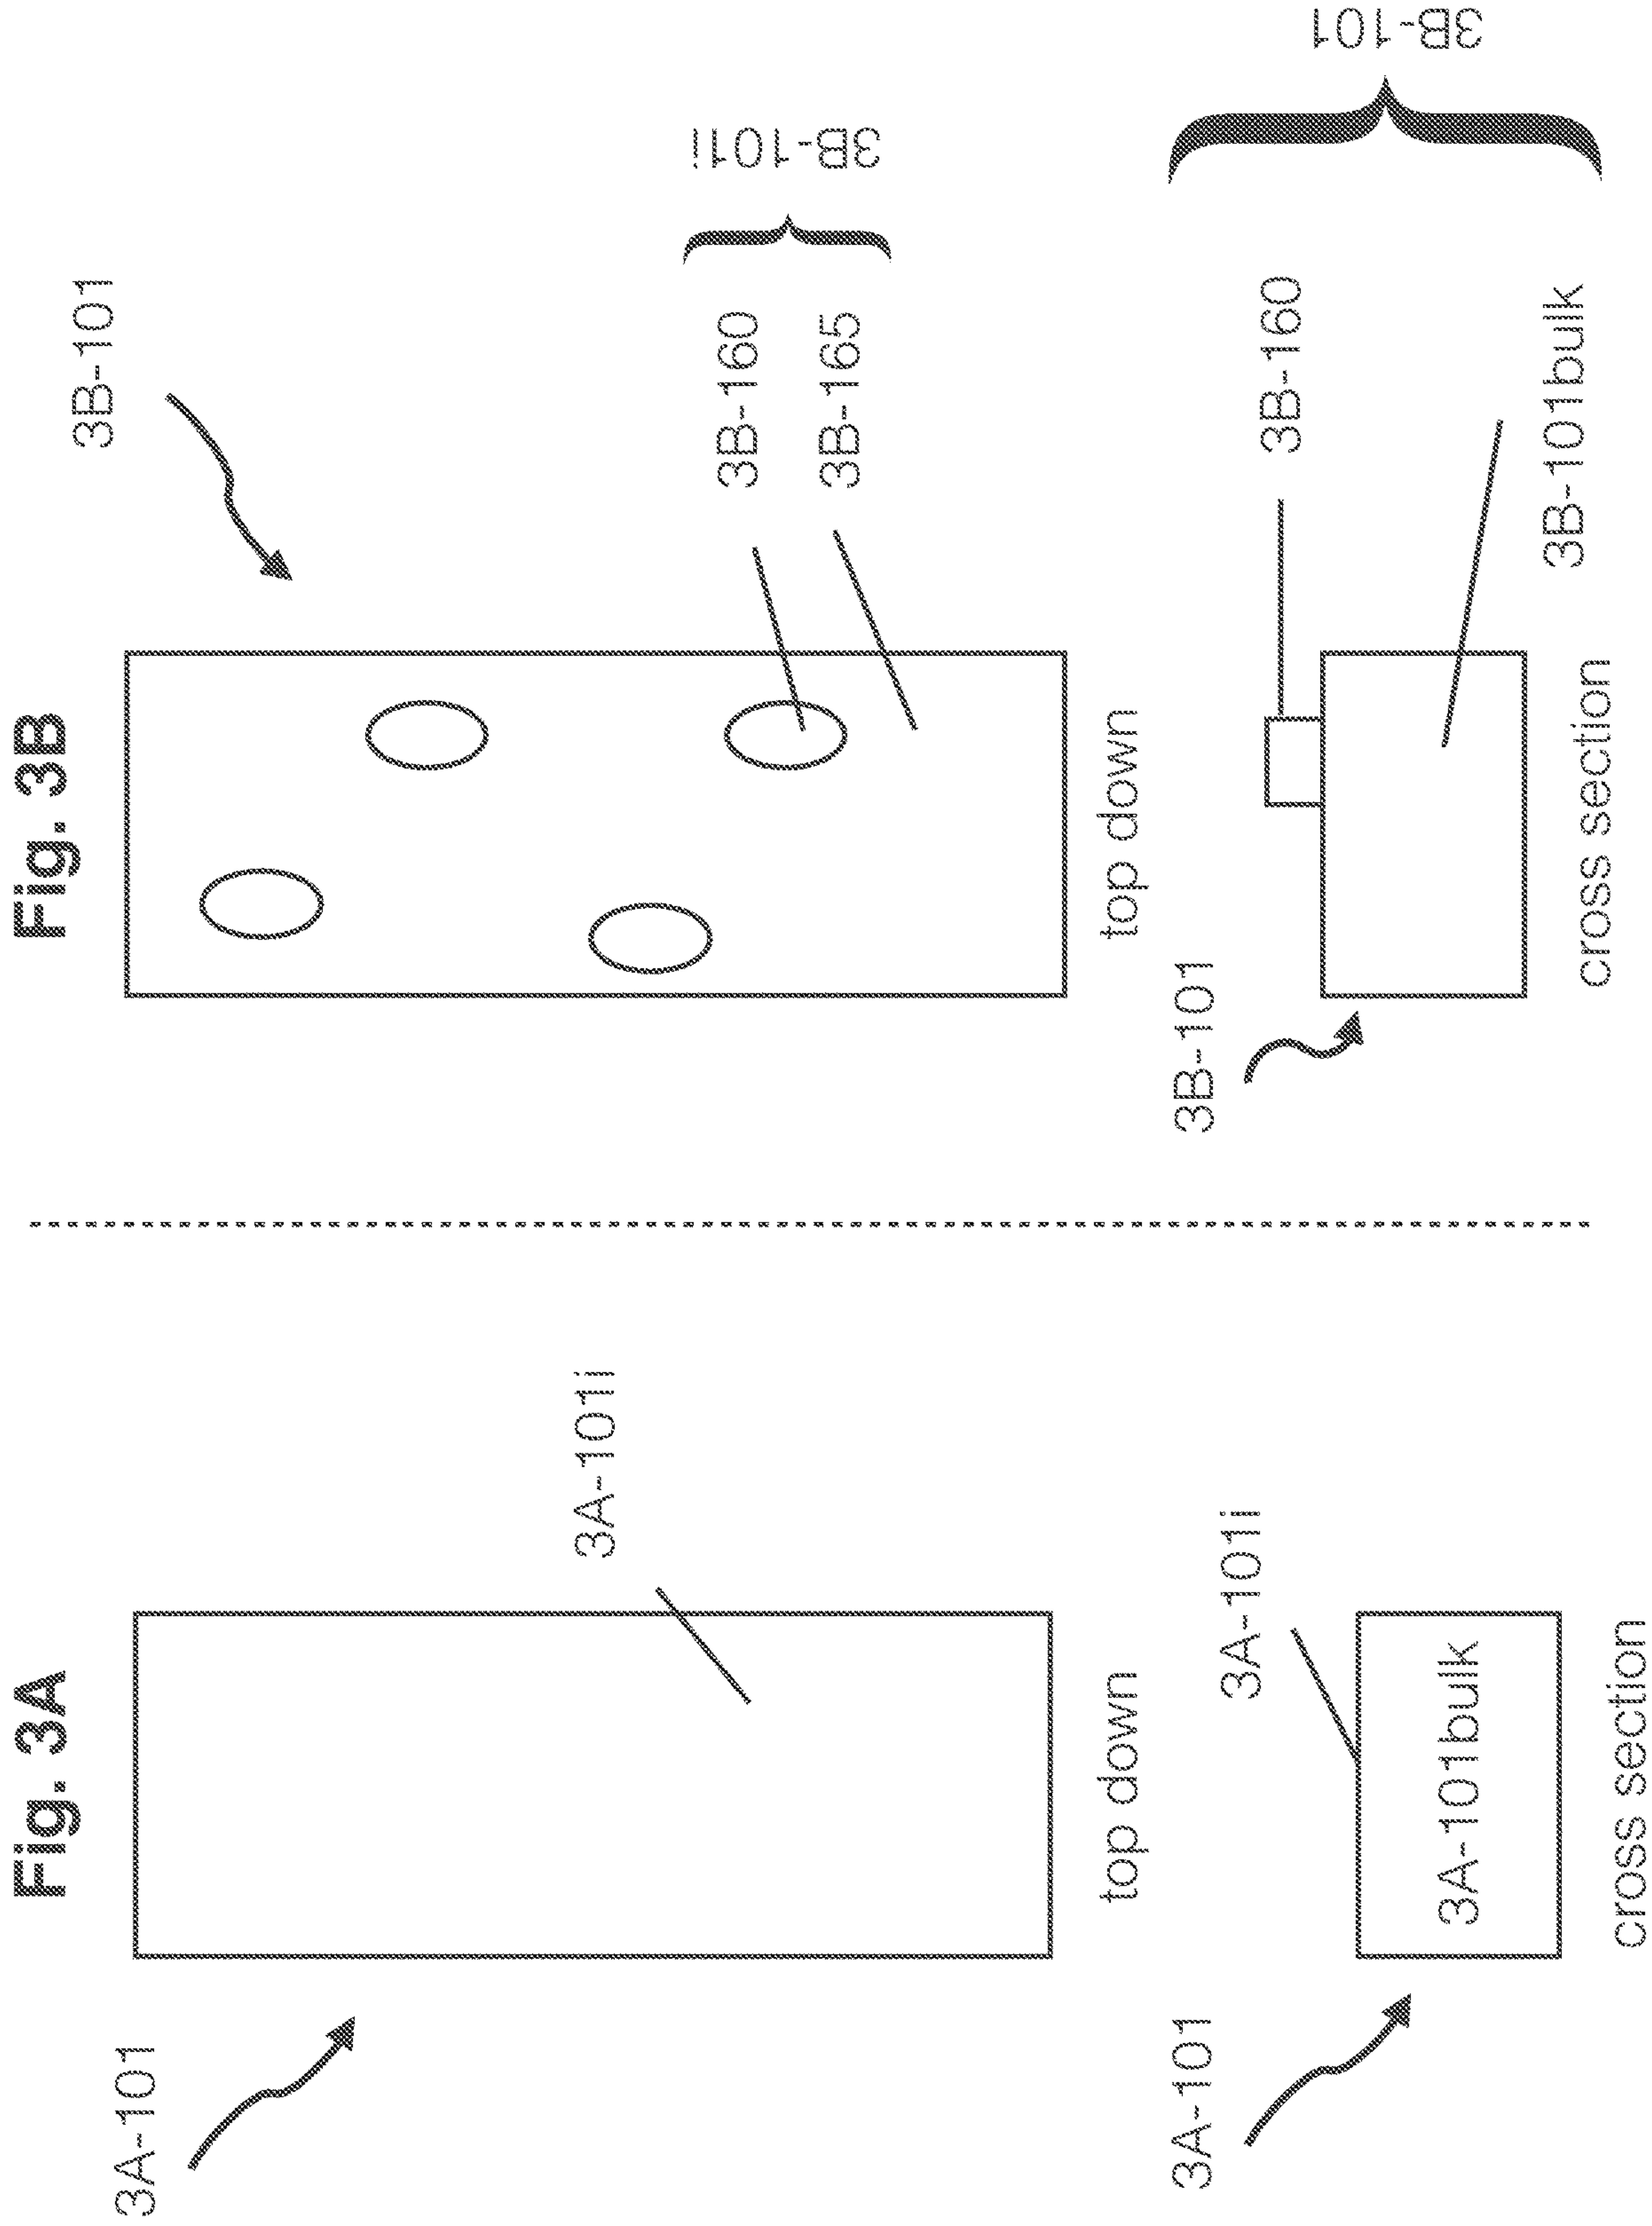 Fig. 3A
3A-101
3A-101i
top down
3A-101
3A-101i
3A-101bulk
cross section
Fig. 3B
3B-101
3B-160
3B-165
3B-101i
top down
3B-101
3B-160
3B-101bulk
3B-101
cross section